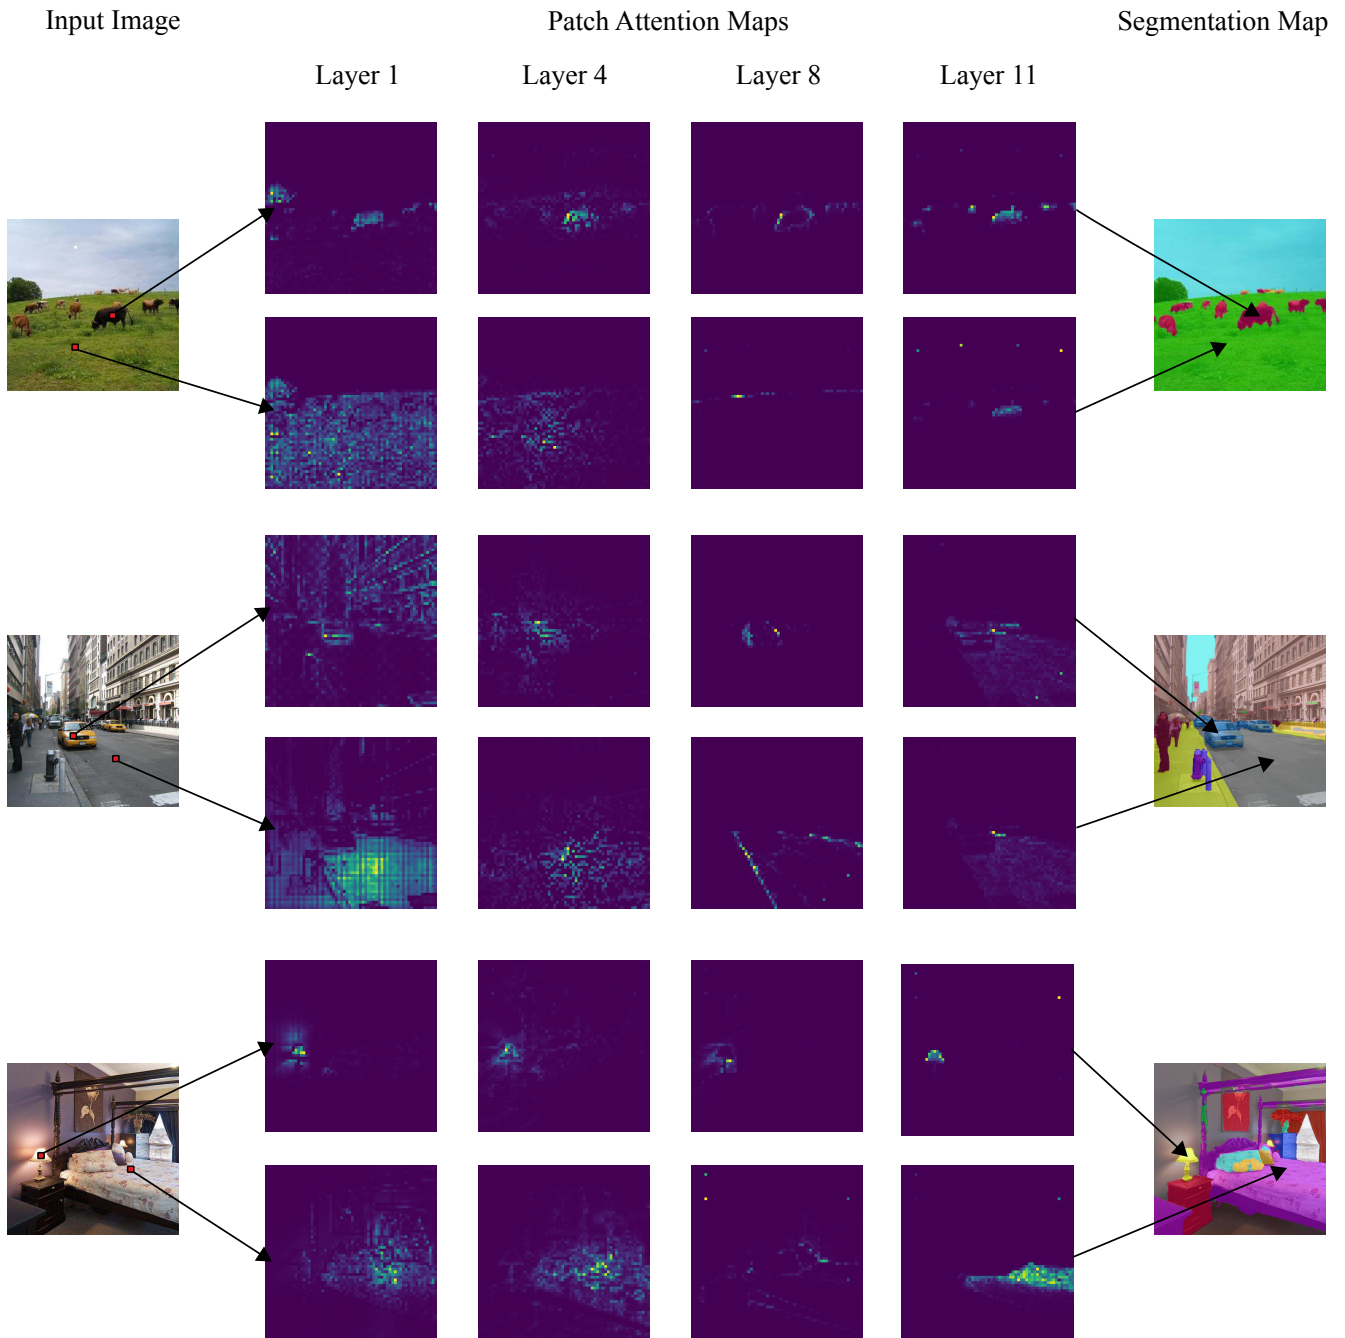 Input Image
Patch Attention Maps
Segmentation Map
Layer 1
Layer 4
Layer 8
Layer 11